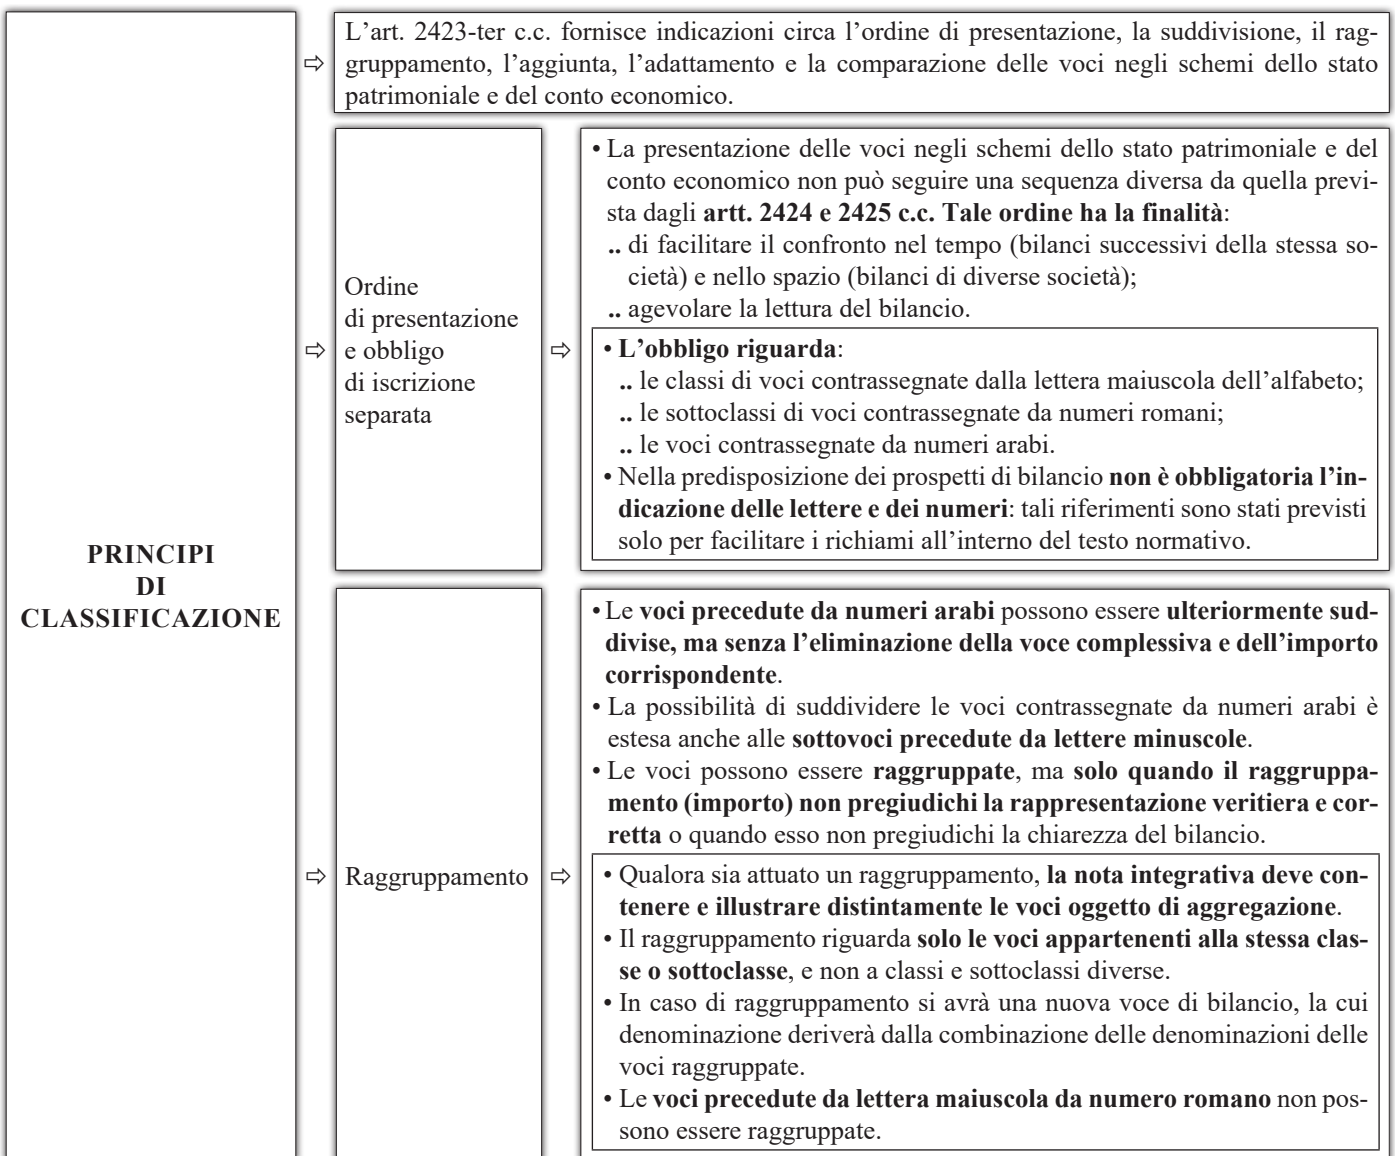 PRINCIPI
DI
CLASSIFICAZIONE
⇨
L’art. 2423-ter c.c. fornisce indicazioni circa l’ordine di presentazione, la suddivisione, il rag-
gruppamento, l’aggiunta, l’adattamento e la comparazione delle voci negli schemi dello stato
patrimoniale e del conto economico.
⇨
Ordine
di presentazione
e obbligo
di iscrizione
separata
⇨
• La presentazione delle voci negli schemi dello stato patrimoniale e del
conto economico non può seguire una sequenza diversa da quella previ-
sta dagli artt. 2424 e 2425 c.c. Tale ordine ha la finalità:
.. di facilitare il confronto nel tempo (bilanci successivi della stessa so-
cietà) e nello spazio (bilanci di diverse società);
.. agevolare la lettura del bilancio.
• L’obbligo riguarda:
.. le classi di voci contrassegnate dalla lettera maiuscola dell’alfabeto;
.. le sottoclassi di voci contrassegnate da numeri romani;
.. le voci contrassegnate da numeri arabi.
• Nella predisposizione dei prospetti di bilancio non è obbligatoria l’in-
dicazione delle lettere e dei numeri: tali riferimenti sono stati previsti
solo per facilitare i richiami all’interno del testo normativo.
⇨
Raggruppamento
⇨
• Le voci precedute da numeri arabi possono essere ulteriormente sud-
divise, ma senza l’eliminazione della voce complessiva e dell’importo
corrispondente.
• La possibilità di suddividere le voci contrassegnate da numeri arabi è
estesa anche alle sottovoci precedute da lettere minuscole.
• Le voci possono essere raggruppate, ma solo quando il raggruppa-
mento (importo) non pregiudichi la rappresentazione veritiera e cor-
retta o quando esso non pregiudichi la chiarezza del bilancio.
• Qualora sia attuato un raggruppamento, la nota integrativa deve con-
tenere e illustrare distintamente le voci oggetto di aggregazione.
• Il raggruppamento riguarda solo le voci appartenenti alla stessa clas-
se o sottoclasse, e non a classi e sottoclassi diverse.
• In caso di raggruppamento si avrà una nuova voce di bilancio, la cui
denominazione deriverà dalla combinazione delle denominazioni delle
voci raggruppate.
• Le voci precedute da lettera maiuscola da numero romano non pos-
sono essere raggruppate.